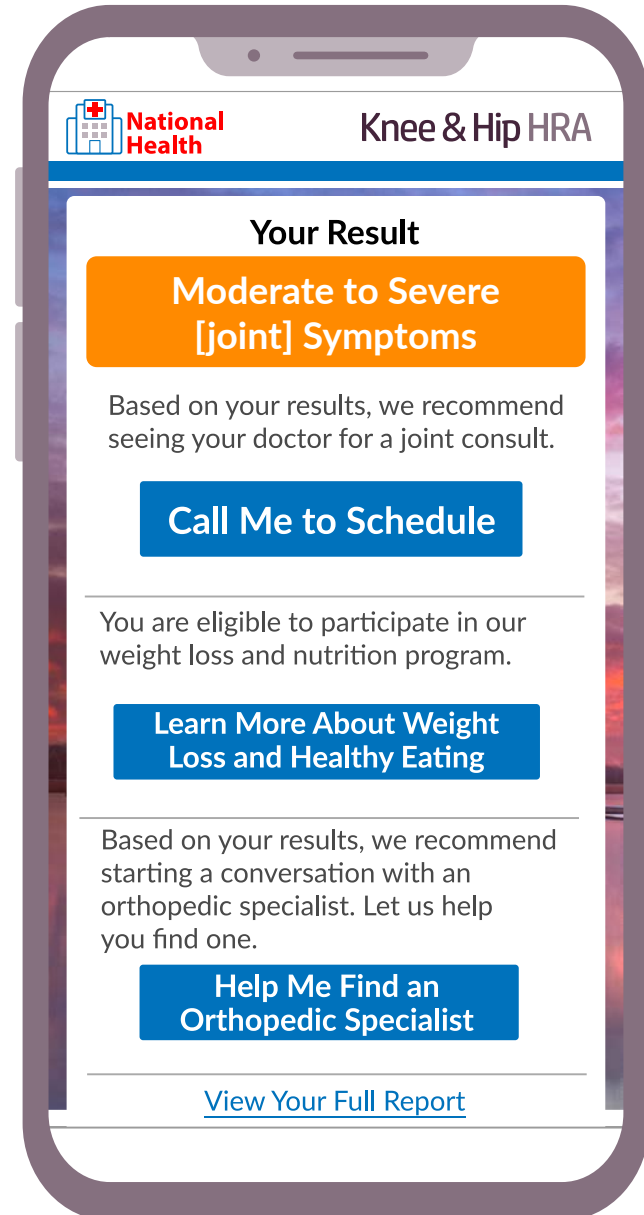 National
Health
Knee & Hip HRA
Your Result
Moderate to Severe
[joint] Symptoms
Based on your results, we recommend
seeing your doctor for a joint consult.
Call Me to Schedule
You are eligible to participate in our
weight loss and nutrition program.
Learn More About Weight
Loss and Healthy Eating
Based on your results, we recommend
starting a conversation with an
orthopedic specialist. Let us help
you find one.
Help Me Find an
Orthopedic Specialist
View Your Full Report